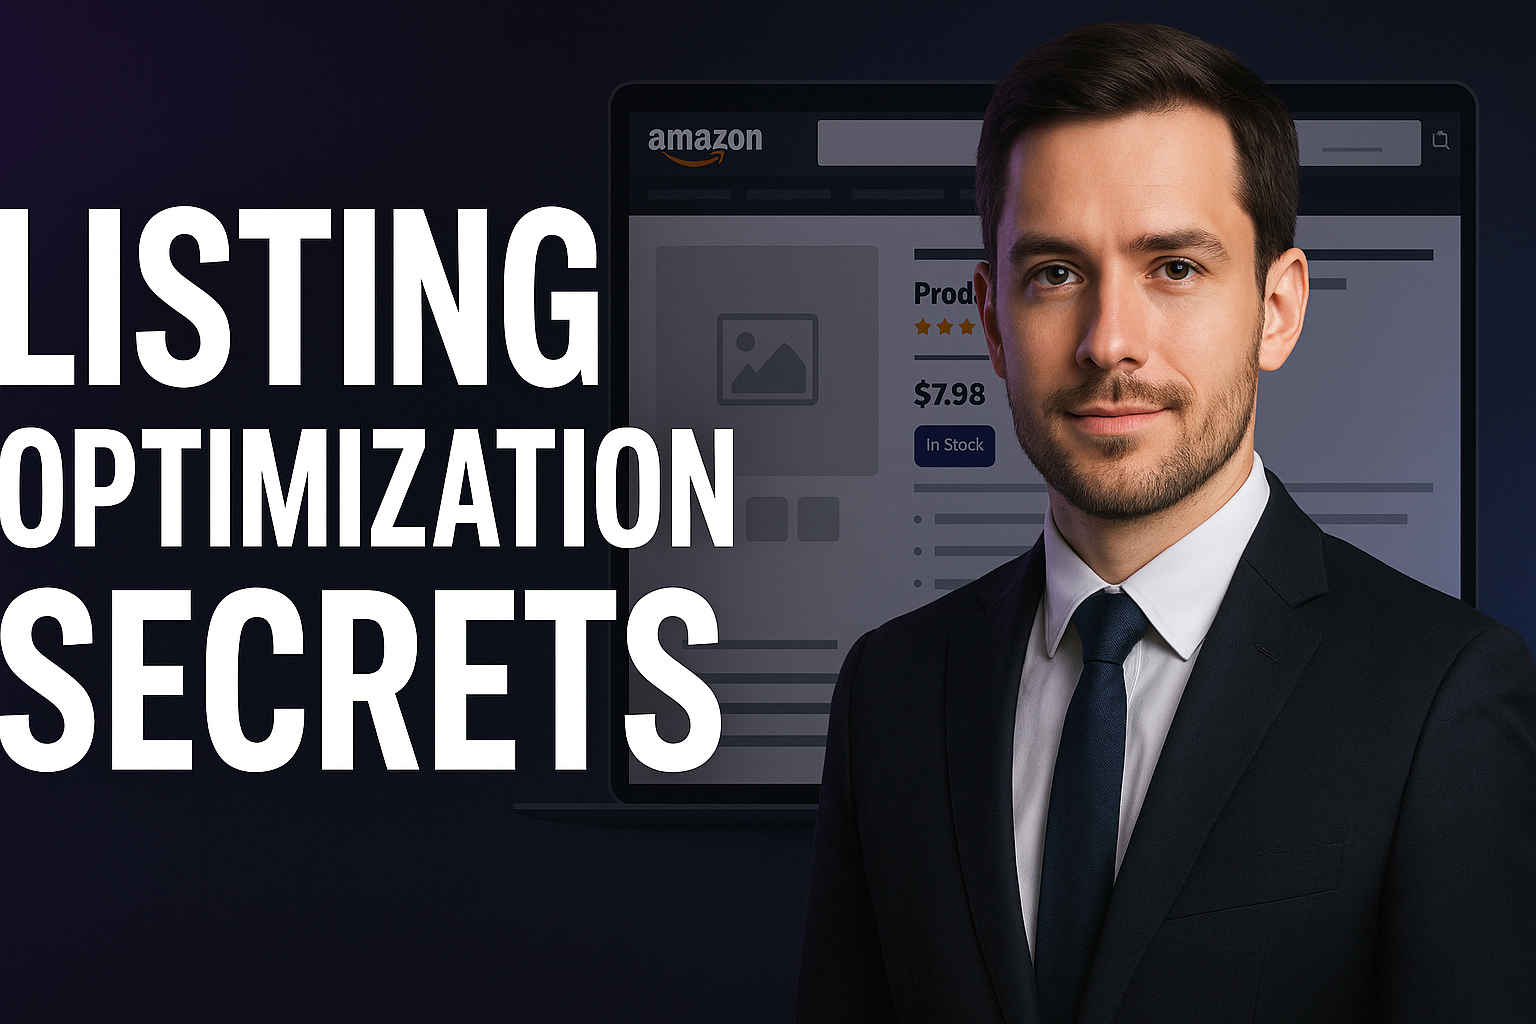 LISTING
OPTIMIZATION
SECRETS
amazon
$7.98
In Stock